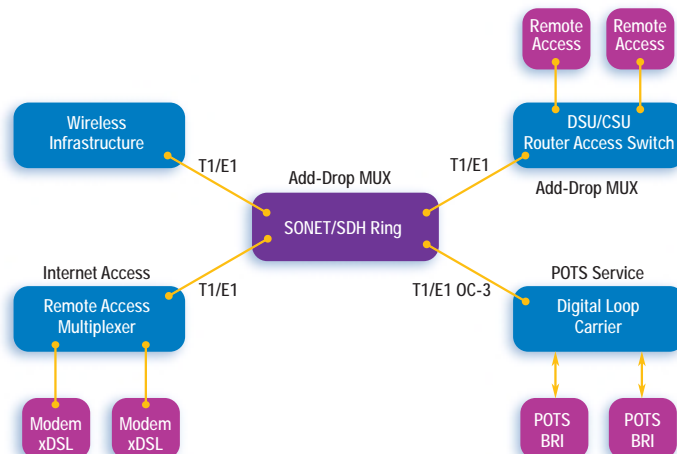 Remote
Access
Remote
Access
Wireless
Infrastructure
DSU/CSU
Router Access Switch
T1/E1
T1/E1
Add-Drop MUX
Add-Drop MUX
SONET/SDH Ring
Internet Access
POTS Service
T1/E1
T1/E1 OC-3
Remote Access
Multiplexer
Digital Loop
Carrier
Modem
xDSL
Modem
xDSL
POTS
BRI
POTS
BRI